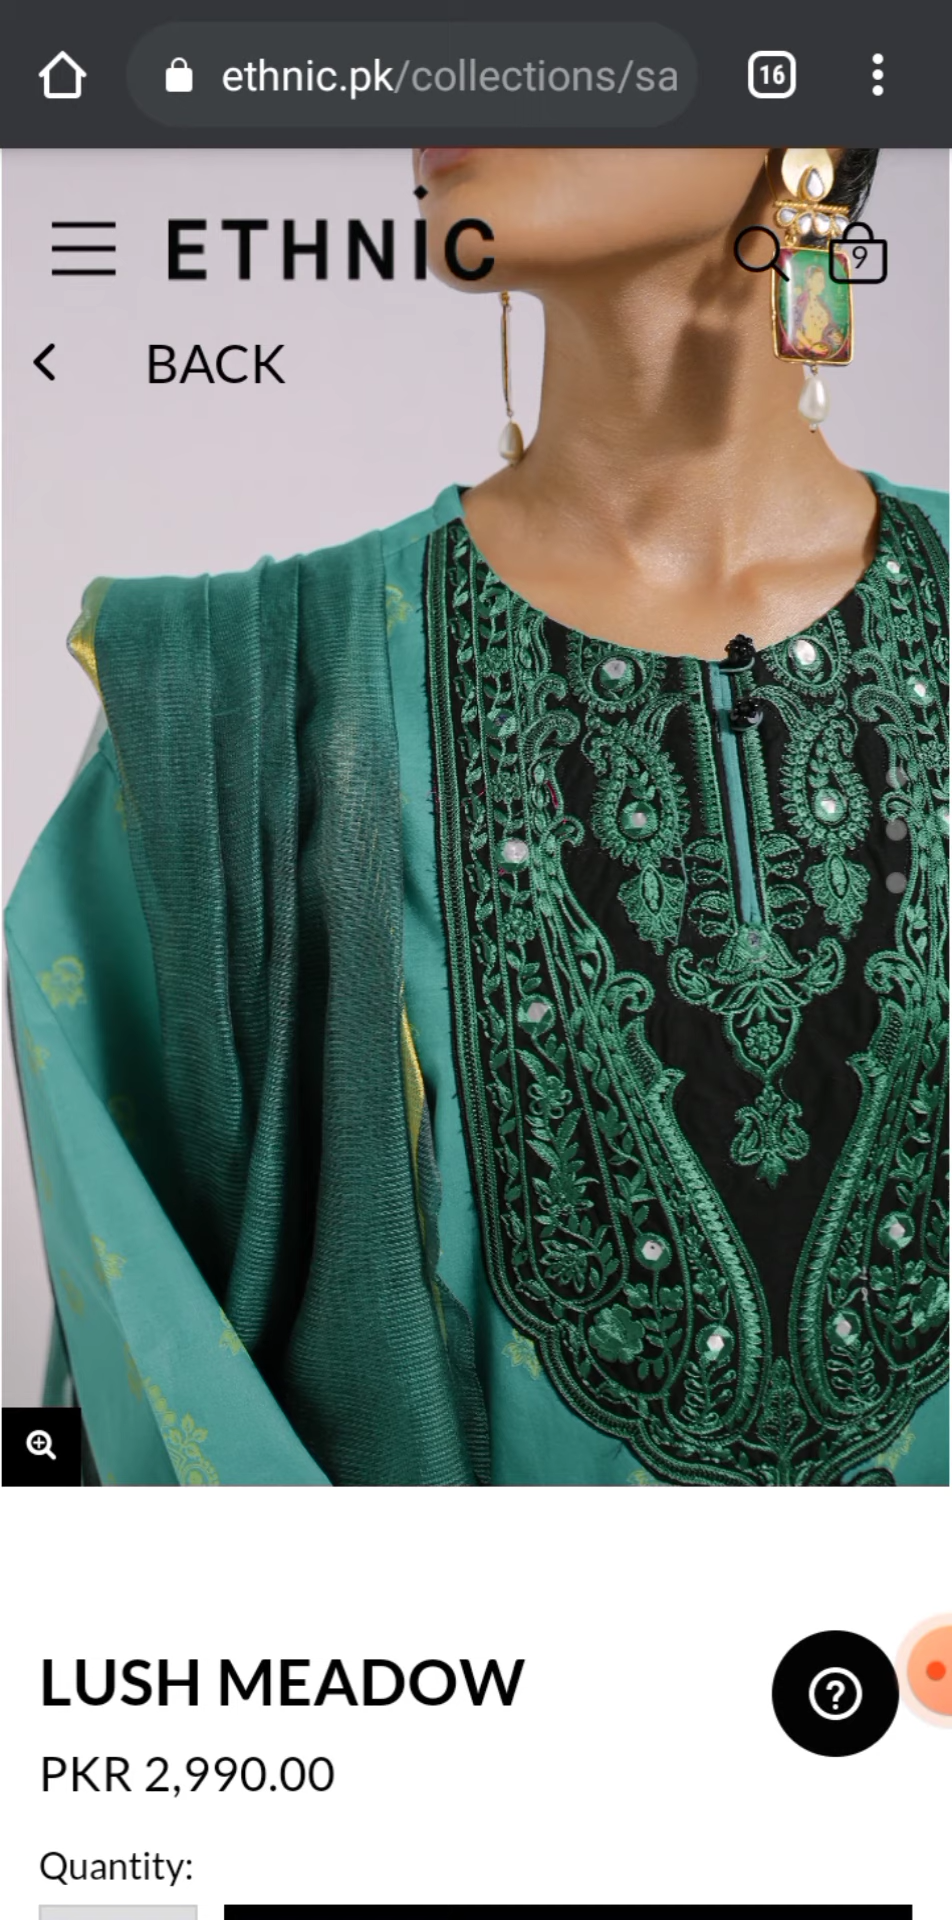 ethnic.pk/collections/sa
16
ETHNIC
9
BACK
LUSH MEADOW
PKR 2,990.00
Quantity: